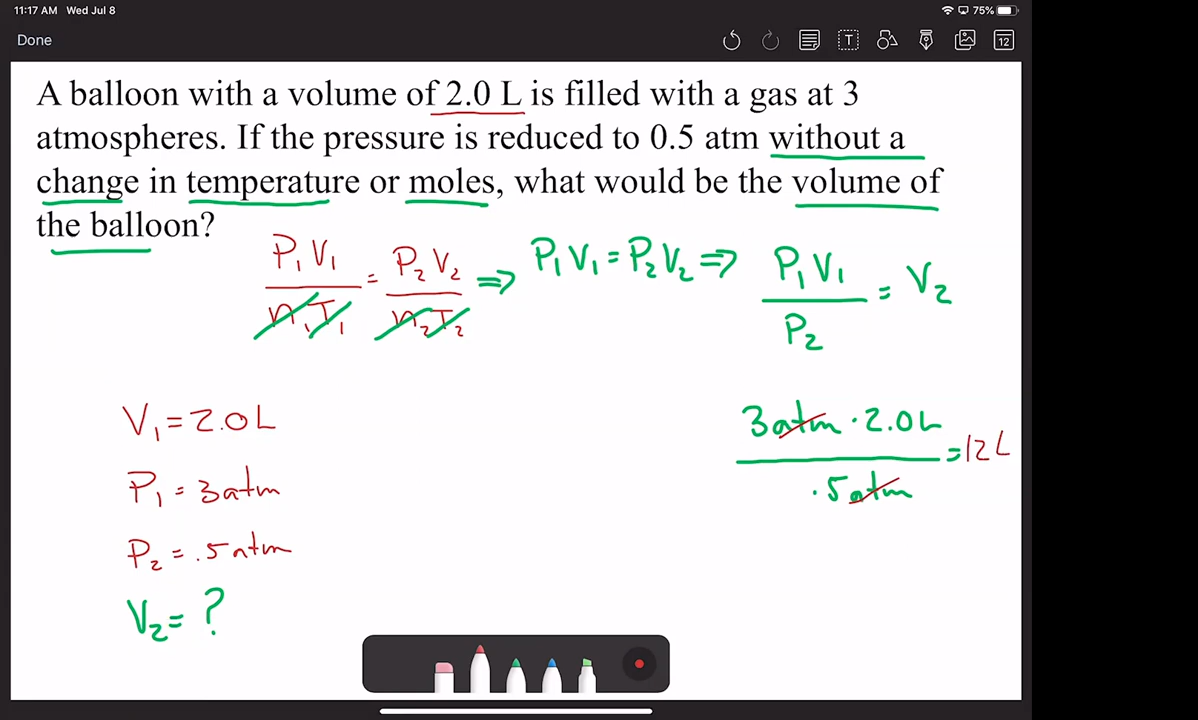 11:17 AM Wed Jul 8 75%
Done T 12
A balloon with a volume of 2.0 L is filled with a gas at 3
atmospheres. If the pressure is reduced to 0.5 atm without a
change in temperature or moles, what would be the volume of
the balloon?
P₁V₁/n₁T₁ = P₂V₂/n₂T₂ ⇒ P₁V₁ = P₂V₂ ⇒ P₁V₁/P₂ = V₂
V₁ = 2.0L
3atm · 2.0L/.5atm = 12L
P₁ = 3atm
P₂ = .5atm
V₂ = ?